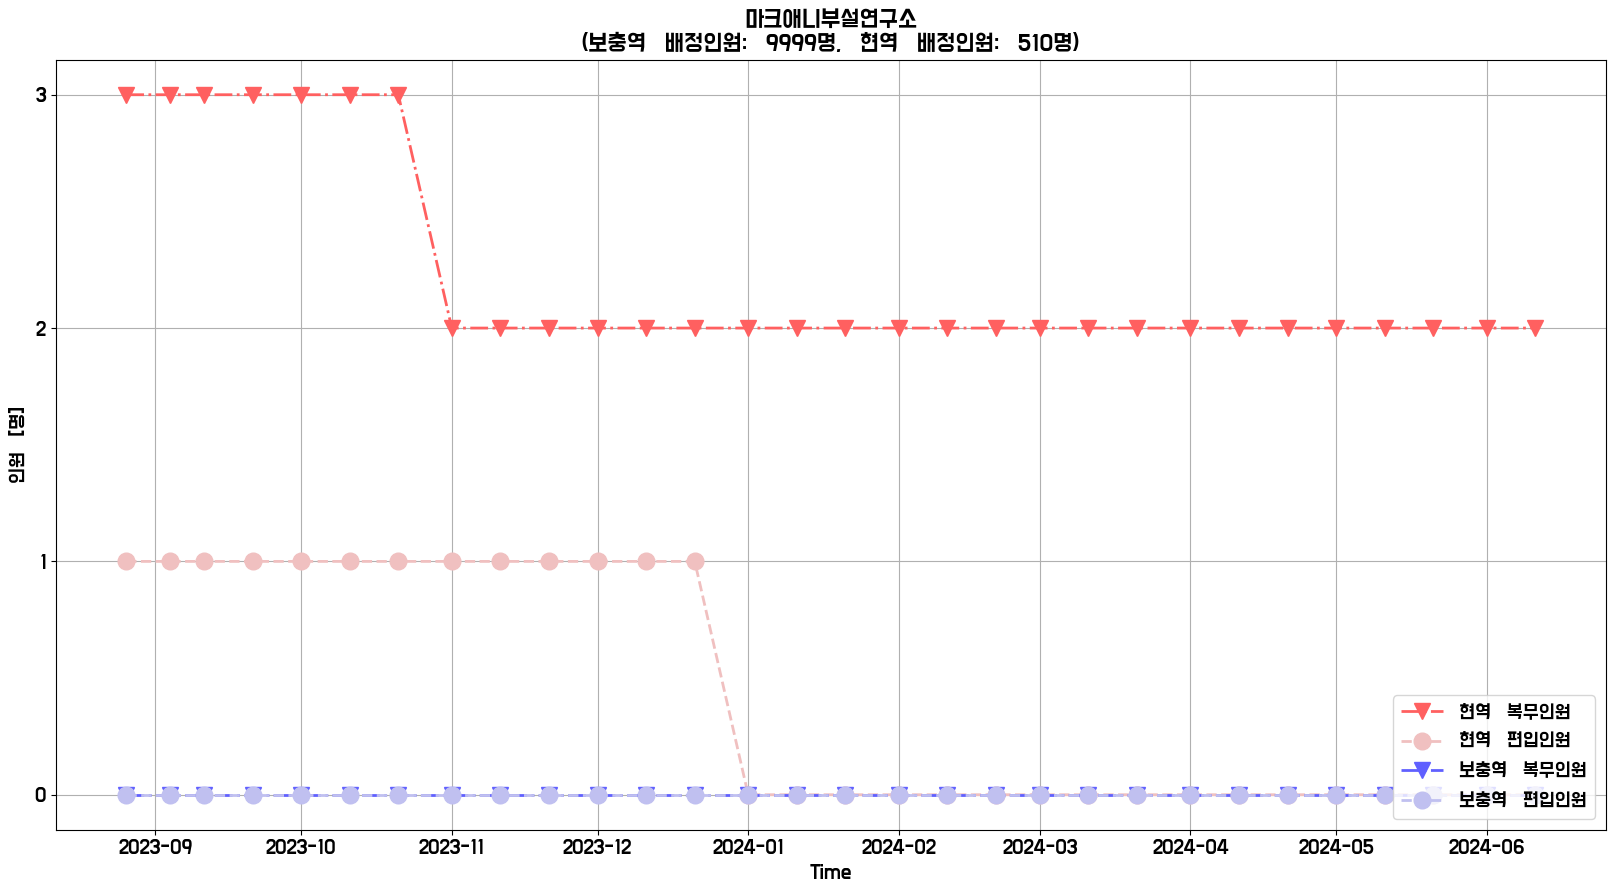 마크애니부설연구소
(보충역 배정인원: 9999명, 현역 배정인원: 510명)
3
2
1
0
인원 [명]
2023-09 2023-10 2023-11 2023-12 2024-01 2024-02 2024-03 2024-04 2024-05 2024-06
Time
현역 복무인원
현역 편입인원
보충역 복무인원
보충역 편입인원